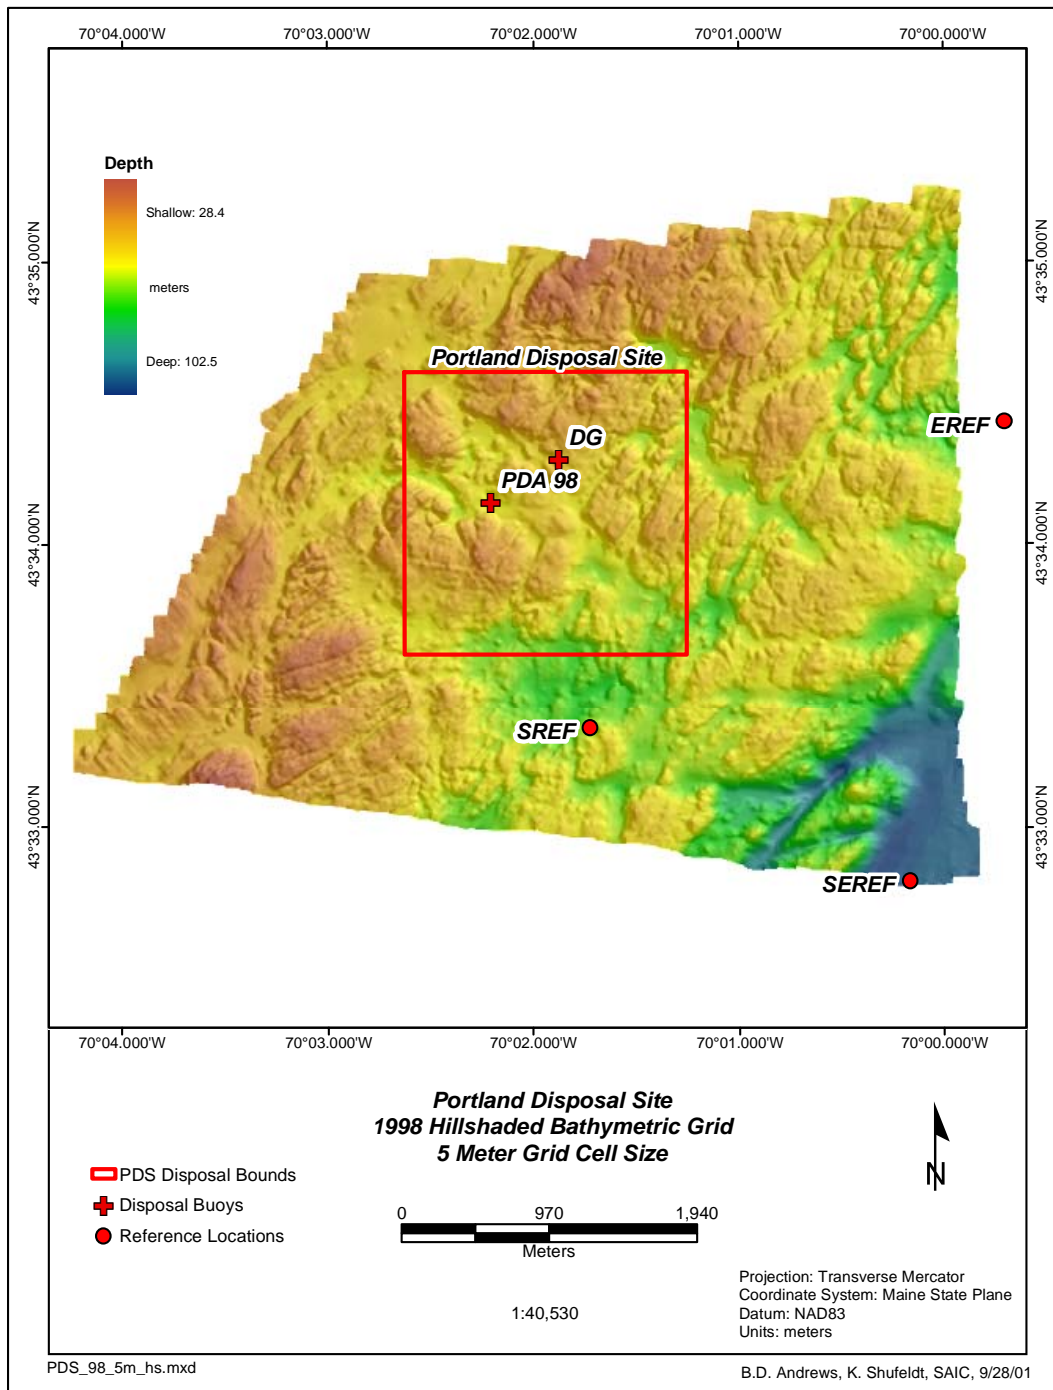 70°04.000'W 70°03.000'W 70°02.000'W 70°01.000'W 70°00.000'W
Depth
Shallow: 28.4
meters
Deep: 102.5
43°35.000'N
43°35.000'N
Portland Disposal Site
EREF
DG
PDA 98
43°34.000'N
43°34.000'N
SREF
43°33.000'N
43°33.000'N
SEREF
70°04.000'W 70°03.000'W 70°02.000'W 70°01.000'W 70°00.000'W
Portland Disposal Site
1998 Hillshaded Bathymetric Grid
5 Meter Grid Cell Size
N
PDS Disposal Bounds
Disposal Buoys
Reference Locations
0 970 1,940
Meters
1:40,530
Projection: Transverse Mercator
Coordinate System: Maine State Plane
Datum: NAD83
Units: meters
PDS_98_5m_hs.mxd
B.D. Andrews, K. Shufeldt, SAIC, 9/28/01